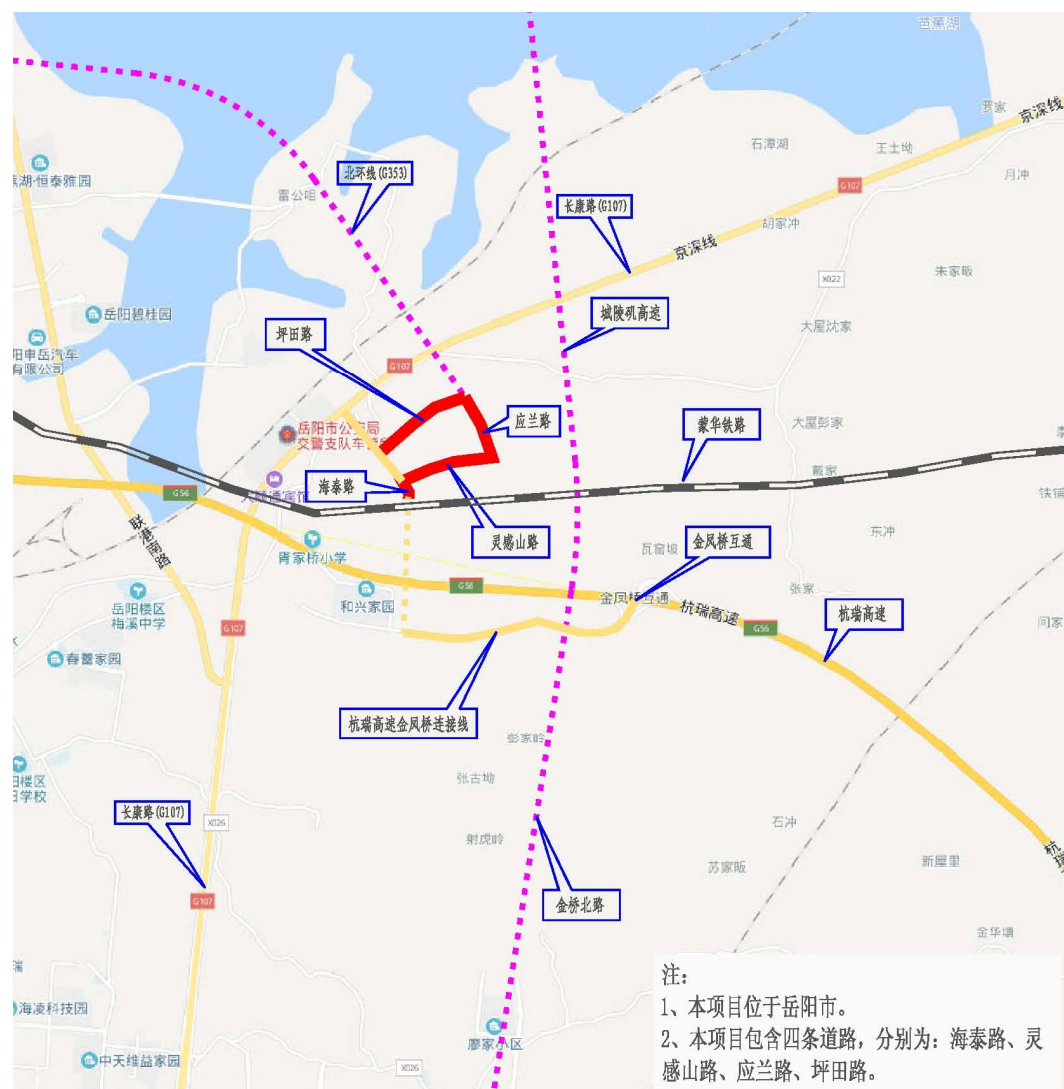 芭蕉湖
京深线
罗家
石潭湖
王土坳
月冲
G107
北环线(G353)
湖·恒泰雅园
雷公咀
长康路(G107)
胡家冲
京深线
朱家畈
X022
岳阳碧桂园
城陵矶高速
坪田路
大屋沈家
阳申岳汽车
有限公司
G107
应兰路
蒙华铁路
大屋彭家
岳阳市公安局
交警支队车管所
海泰路
戴家
G56
铁铺
联港南路
灵感山路
东冲
胥家桥小学
瓦窑坡
金凤桥互通
G56
张家
岳阳楼区
梅溪中学
和兴家园
金凤桥互通
杭瑞高速
G56
杭瑞高速
G107
春蕾家园
杭瑞高速金凤桥连接线
彭家岭
张古坳
楼区
学校
长康路(G107)
X026
射虎岭
石冲
苏家畈
新屋里
杭瑞
G107
金桥北路
金华塘
瑞
注：
1、本项目位于岳阳市。
2、本项目包含四条道路，分别为：海泰路、灵
感山路、应兰路、坪田路。
海凌科技园
廖家小区
中天维益家园
X026